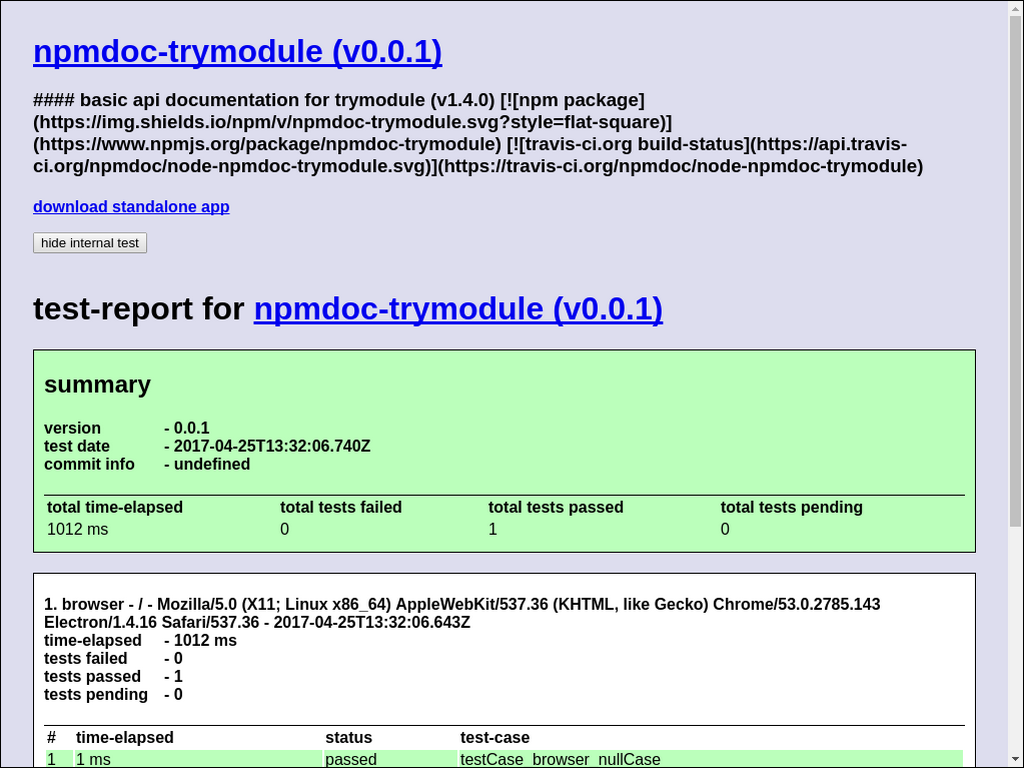 npmdoc-trymodule (v0.0.1)
#### basic api documentation for trymodule (v1.4.0) [![npm package]
(https://img.shields.io/npm/v/npmdoc-trymodule.svg?style=flat-square)]
(https://www.npmjs.org/package/npmdoc-trymodule) [![travis-ci.org build-status](https://api.travis-
ci.org/npmdoc/node-npmdoc-trymodule.svg)](https://travis-ci.org/npmdoc/node-npmdoc-trymodule)
download standalone app
hide internal test
test-report for npmdoc-trymodule (v0.0.1)
summary
version - 0.0.1
test date - 2017-04-25T13:32:06.740Z
commit info - undefined
total time-elapsed total tests failed total tests passed total tests pending
1012 ms 0 1 0
1. browser - / - Mozilla/5.0 (X11; Linux x86_64) AppleWebKit/537.36 (KHTML, like Gecko) Chrome/53.0.2785.143
Electron/1.4.16 Safari/537.36 - 2017-04-25T13:32:06.643Z
time-elapsed - 1012 ms
tests failed - 0
tests passed - 1
tests pending - 0
# time-elapsed status test-case
1 1 ms passed testCase_browser_nullCase